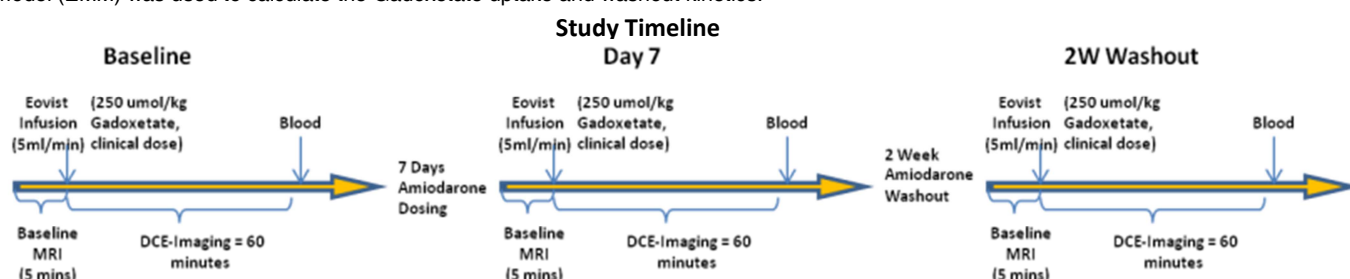 model (EMM) was used to calculate the Gadoxetate uptake and washout kinetics.
Study Timeline
Baseline
Eovist
Infusion
(5ml/min)
(250 umol/kg
Gadoxetate,
clinical dose)
Blood
Baseline
MRI
(5 mins)
DCE-Imaging = 60
minutes
7 Days
Amiodarone
Dosing
Day 7
Eovist
Infusion
(5ml/min)
(250 umol/kg
Gadoxetate,
clinical dose)
Blood
Baseline
MRI
(5 mins)
DCE-Imaging = 60
minutes
2 Week
Amiodarone
Washout
2W Washout
Eovist
Infusion
(5ml/min)
(250 umol/kg
Gadoxetate,
clinical dose)
Blood
Baseline
MRI
(5 mins)
DCE-Imaging = 60
minutes